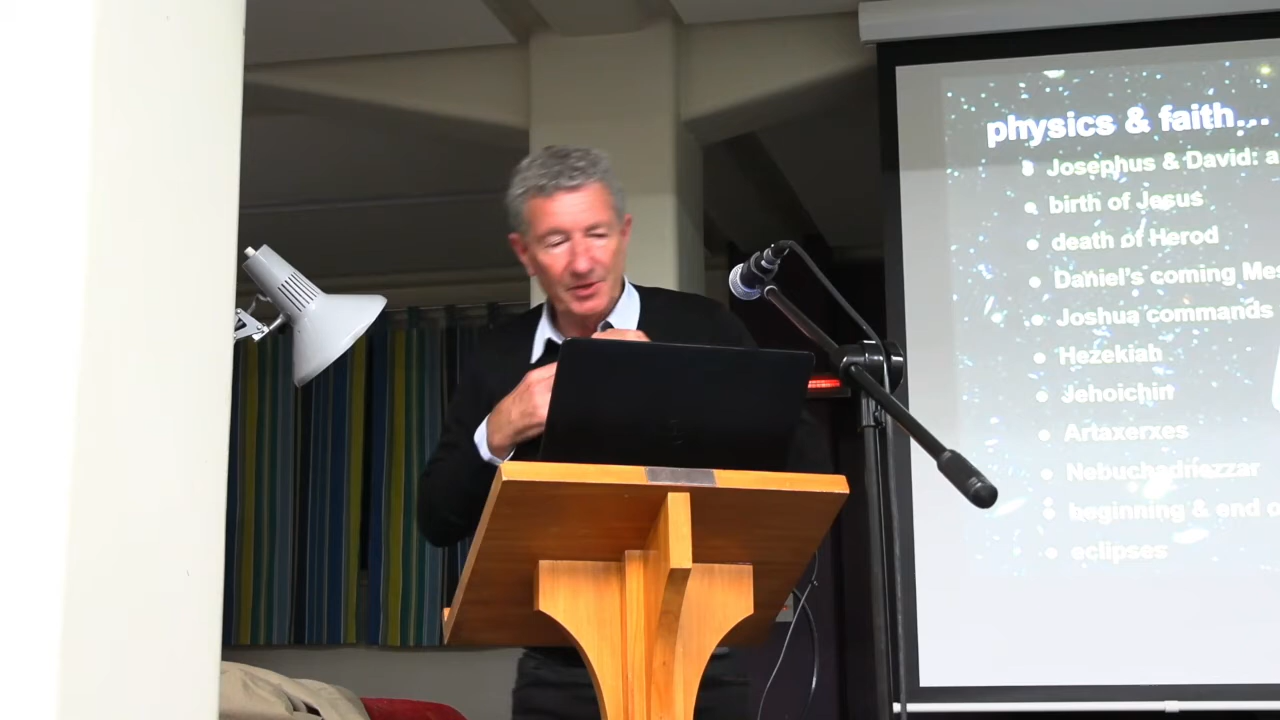 physics & faith...
• Josephus & David: a
• birth of Jesus
• death of Herod
• Daniel's coming Me
• Joshua commands
• Hezekiah
• Jehoichin
• Artaxerxes
• Nebuchadnezzar
• beginning & end o
• eclipses